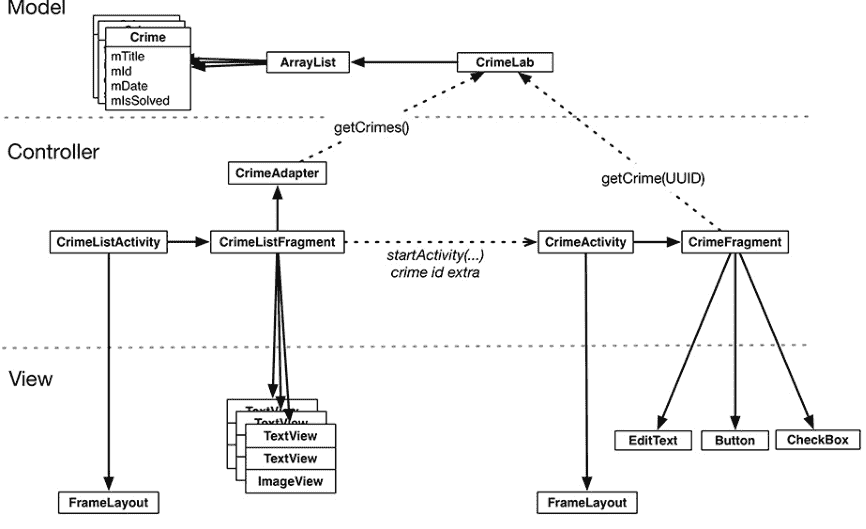 Model
Crime
mTitle
mId
mDate
mIsSolved
ArrayList
CrimeLab
getCrimes()
Controller
CrimeAdapter
getCrime(UUID)
CrimeListActivity
CrimeListFragment
startActivity(...)
crime id extra
CrimeActivity
CrimeFragment
View
TextView
TextView
TextView
TextView
ImageView
EditText
Button
CheckBox
FrameLayout
FrameLayout